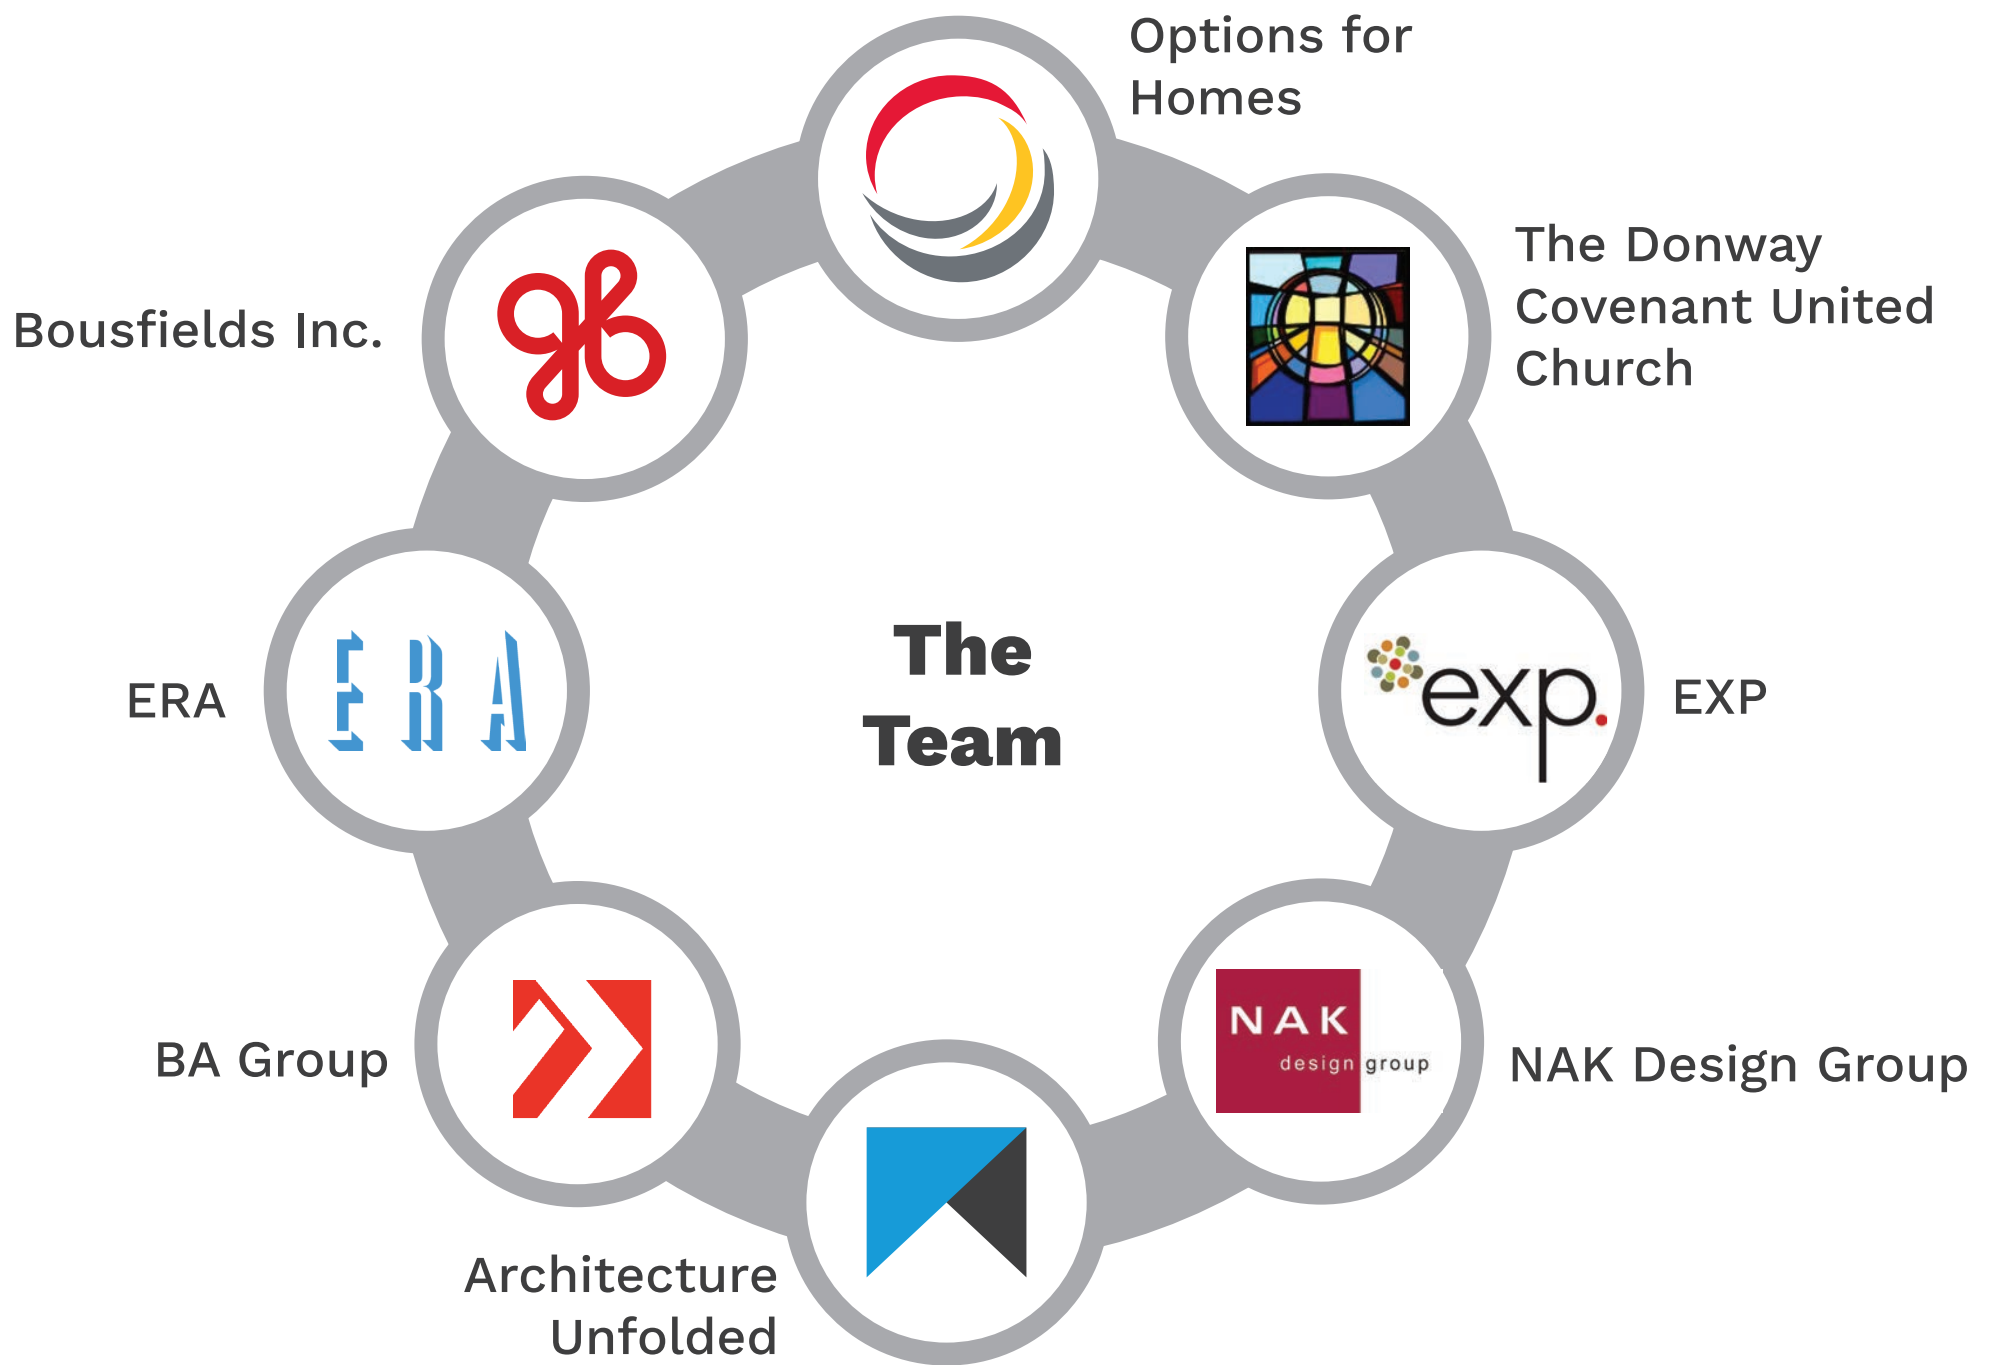 Options for
Homes
The Donway
Covenant United
Church
Bousfields Inc.
The
Team
ERA
ERA
exp.
EXP
NAK
design group
NAK Design Group
BA Group
Architecture
Unfolded